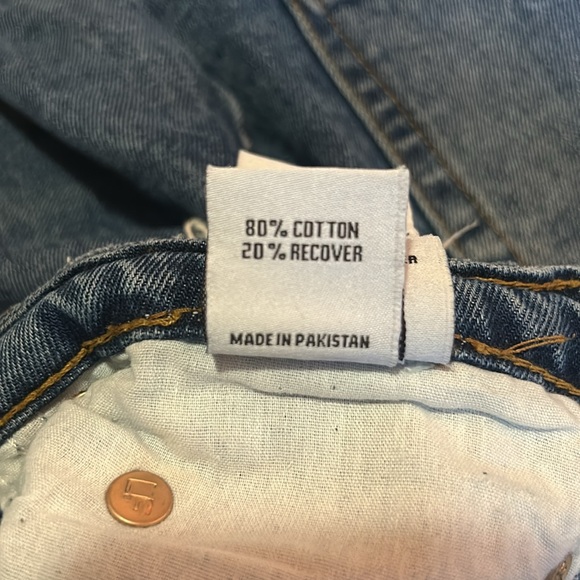 80% COTTON
20% RECOVER
MADE IN PAKISTAN
R